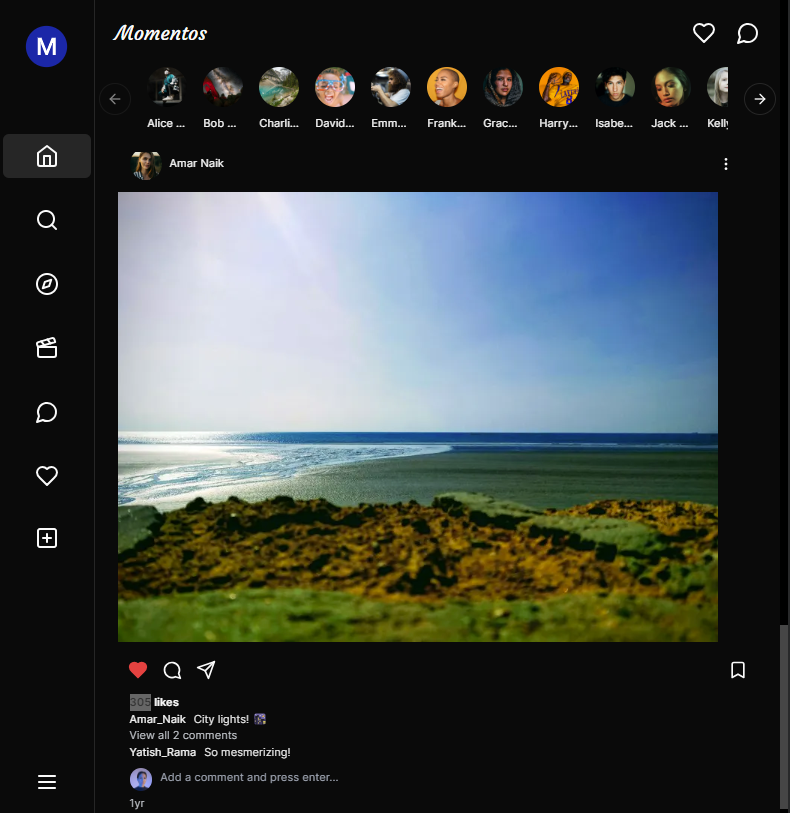 M
Momentos
Alice ...
Bob ...
Charli...
David...
Emm...
Frank...
Grac...
Harry...
Isabe...
Jack ...
Kelly
Amar Naik
305 likes
Amar_Naik City lights! 🎆
View all 2 comments
Yatish_Rama So mesmerizing!
Add a comment and press enter...
1yr